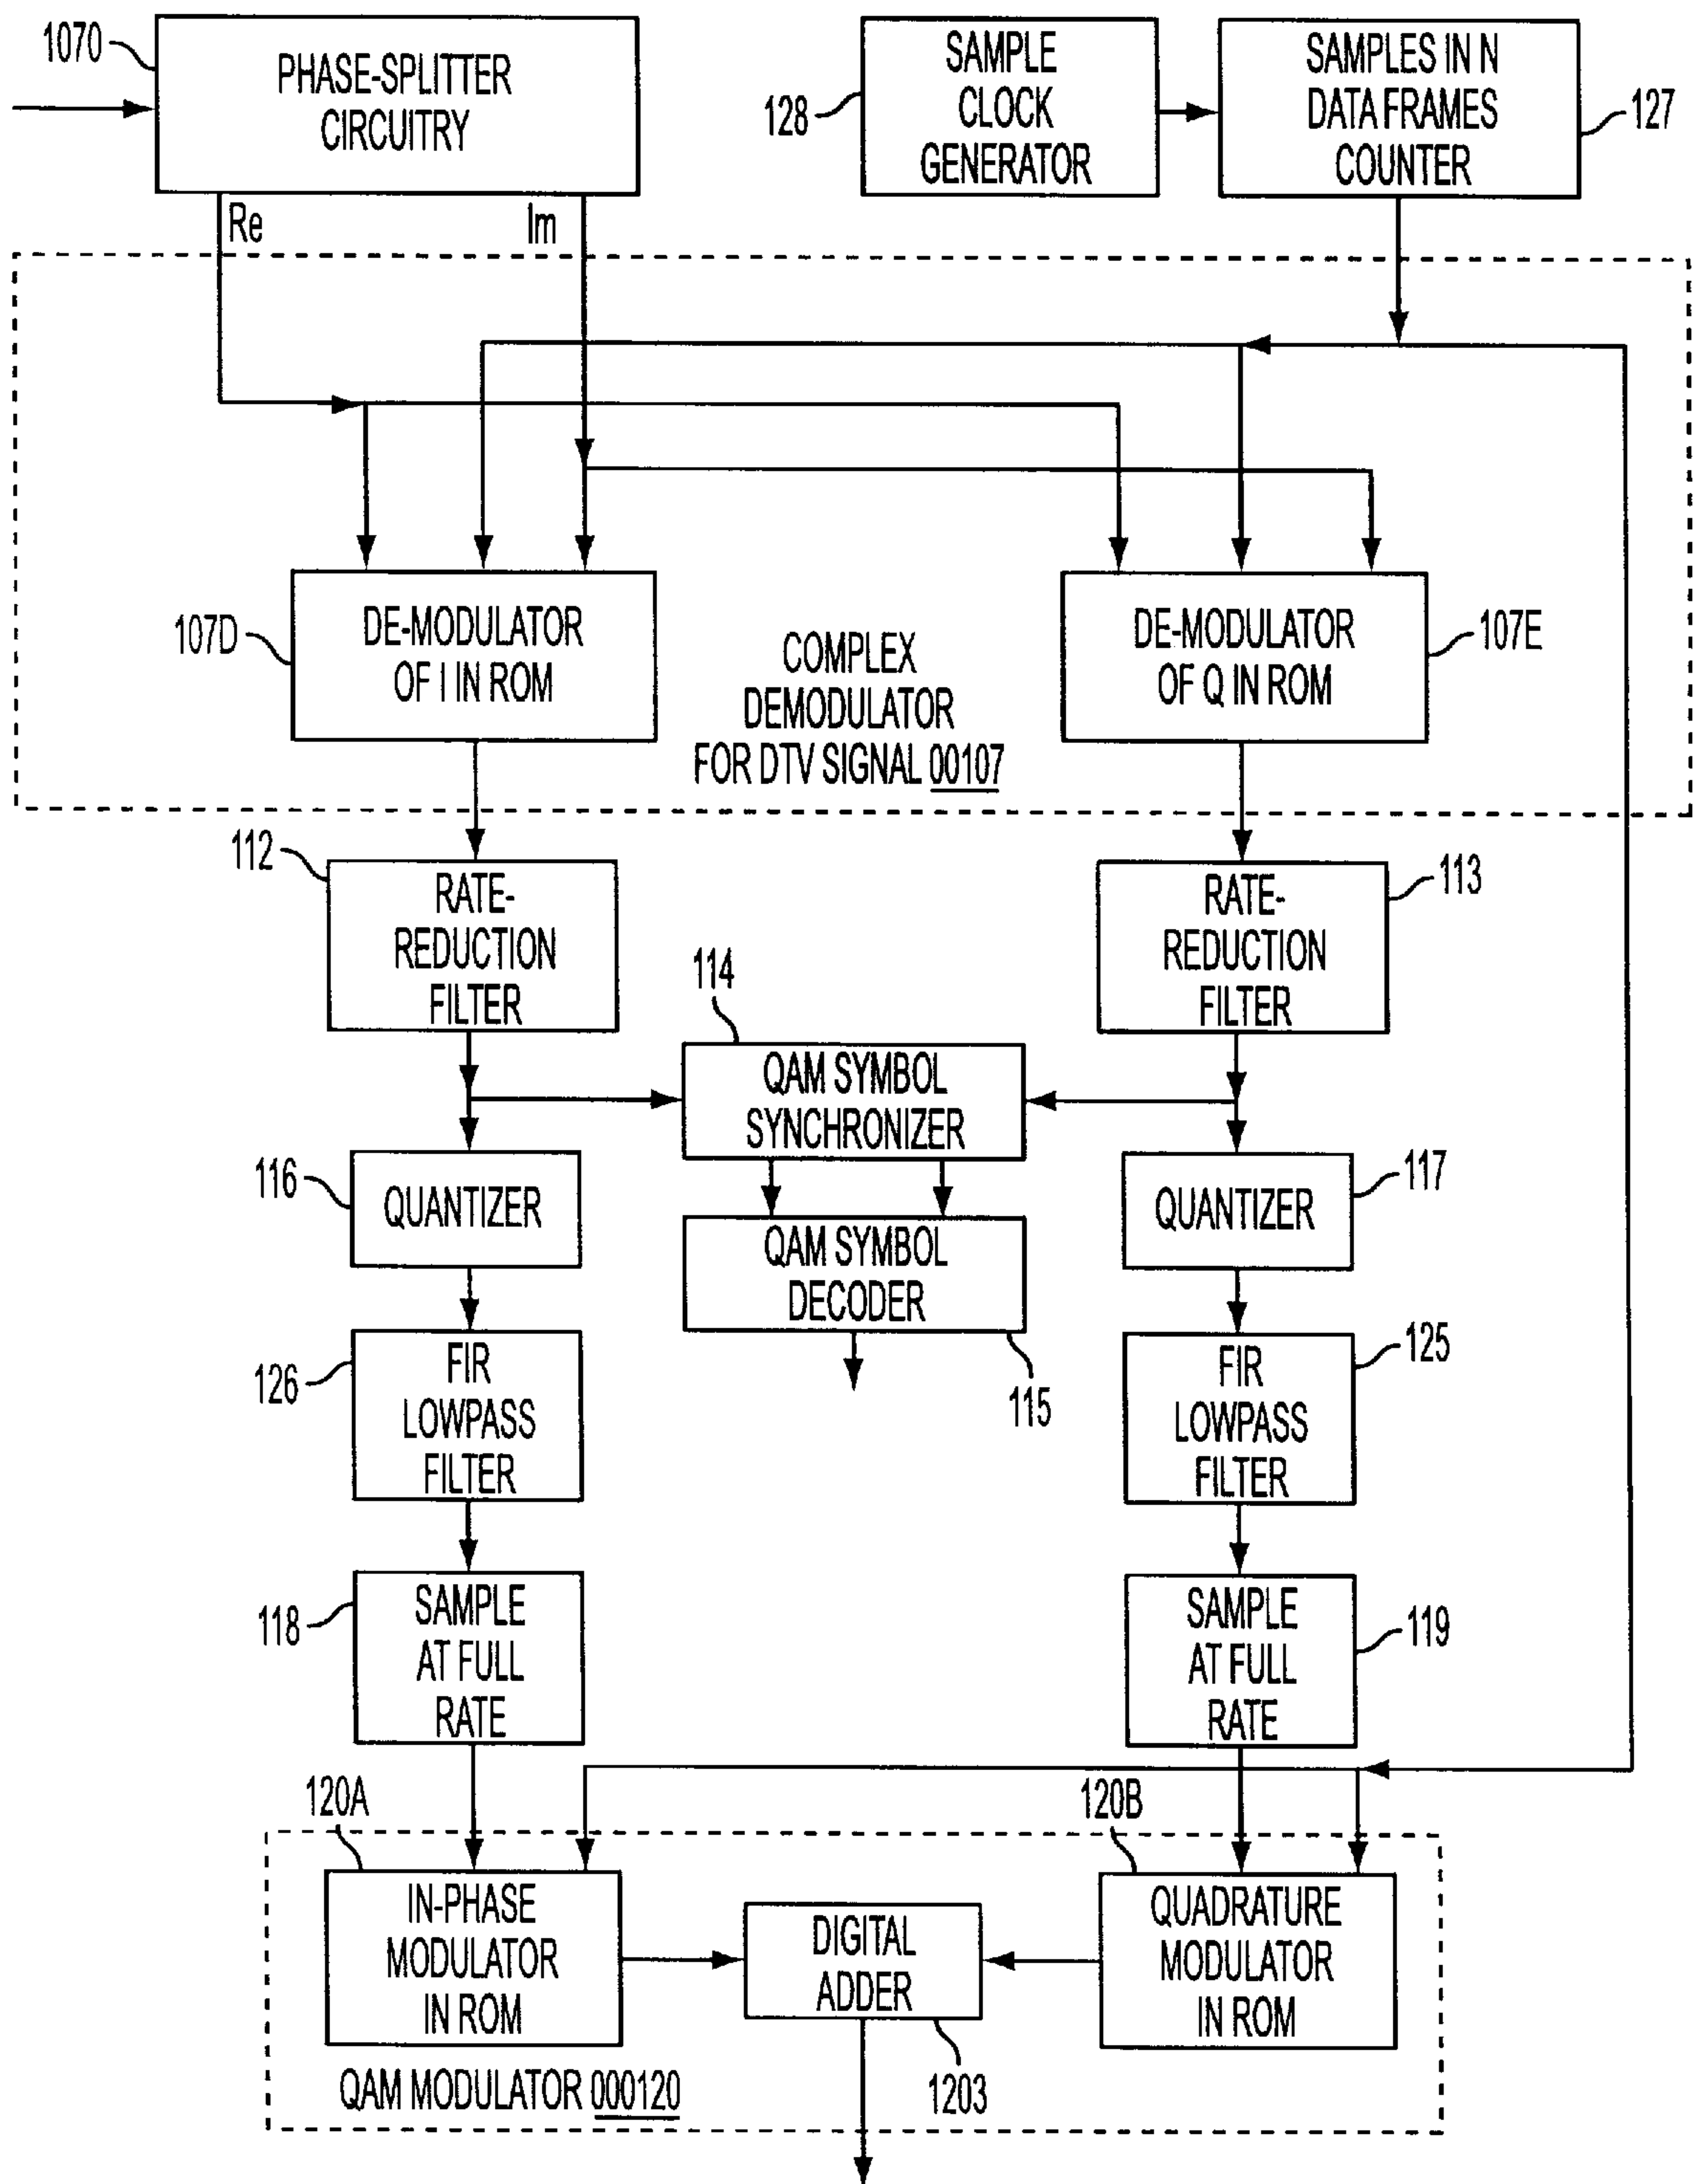 1070
PHASE-SPLITTER
CIRCUITRY
128
SAMPLE
CLOCK
GENERATOR
SAMPLES IN N
DATA FRAMES
COUNTER
127
Re
Im
107D
DE-MODULATOR
OF I IN ROM
COMPLEX
DEMODULATOR
FOR DTV SIGNAL 00107
DE-MODULATOR
OF Q IN ROM
107E
112
RATE-
REDUCTION
FILTER
113
RATE-
REDUCTION
FILTER
114
QAM SYMBOL
SYNCHRONIZER
116
QUANTIZER
117
QUANTIZER
QAM SYMBOL
DECODER
115
126
FIR
LOWPASS
FILTER
125
FIR
LOWPASS
FILTER
118
SAMPLE
AT FULL
RATE
119
SAMPLE
AT FULL
RATE
120A
120B
IN-PHASE
MODULATOR
IN ROM
DIGITAL
ADDER
1203
QUADRATURE
MODULATOR
IN ROM
QAM MODULATOR 000120